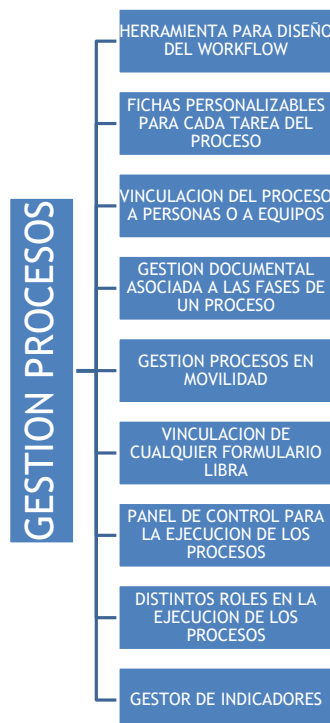 GESTION PROCESOS
HERRAMIENTA PARA DISEÑO
DEL WORKFLOW
FICHAS PERSONALIZABLES
PARA CADA TAREA DEL
PROCESO
VINCULACION DEL PROCESO
A PERSONAS O A EQUIPOS
GESTION DOCUMENTAL
ASOCIADA A LAS FASES DE
UN PROCESO
GESTION PROCESOS EN
MOVILIDAD
VINCULACION DE
CUALQUIER FORMULARIO
LIBRA
PANEL DE CONTROL PARA
LA EJECUCION DE LOS
PROCESOS
DISTINTOS ROLES EN LA
EJECUCION DE LOS
PROCESOS
GESTOR DE INDICADORES